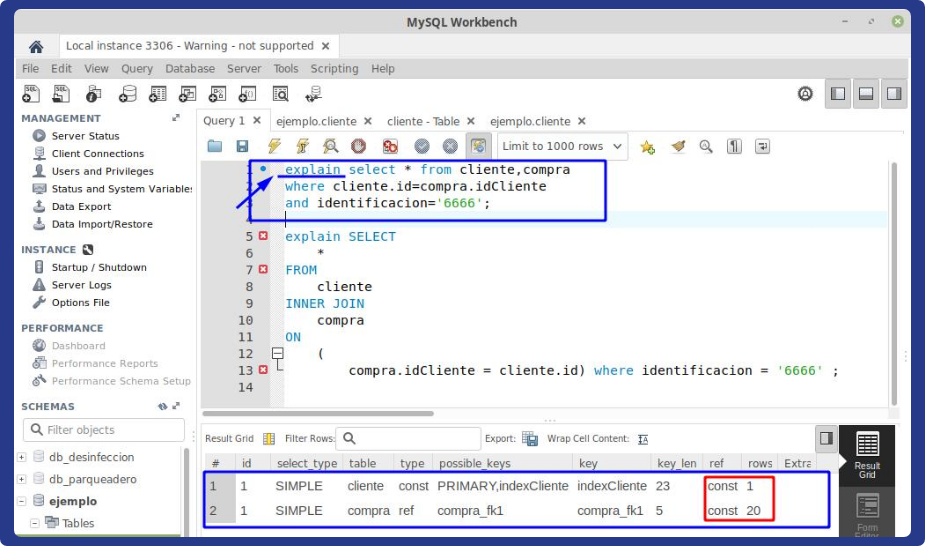 MySQL Workbench
Local instance 3306 - Warning - not supported
File Edit View Query Database Server Tools Scripting Help
MANAGEMENT
Server Status
Client Connections
Users and Privileges
Status and System Variables
Data Export
Data Import/Restore
INSTANCE
Startup / Shutdown
Server Logs
Options File
PERFORMANCE
Dashboard
Performance Reports
Performance Schema Setup
SCHEMAS
Filter objects
db_desinfeccion
db_parqueadero
ejemplo
Tables
Query 1 ejemplo.cliente cliente - Table ejemplo.cliente
Limit to 1000 rows
1 explain select * from cliente,compra
2 where cliente.id=compra.idCliente
3 and identificacion='6666';
4
5 explain SELECT
6 *
7 FROM
8 cliente
9 INNER JOIN
10 compra
11 ON
12 (
13 compra.idCliente = cliente.id) where identificacion = '6666' ;
14
Result Grid Filter Rows: Export: Wrap Cell Content:
# id select_type table type possible_keys key key_len ref rows Extra
1 1 SIMPLE cliente const PRIMARY,indexCliente indexCliente 23 const 1
2 1 SIMPLE compra ref compra_fk1 compra_fk1 5 const 20
Result
Grid
Form
Editor